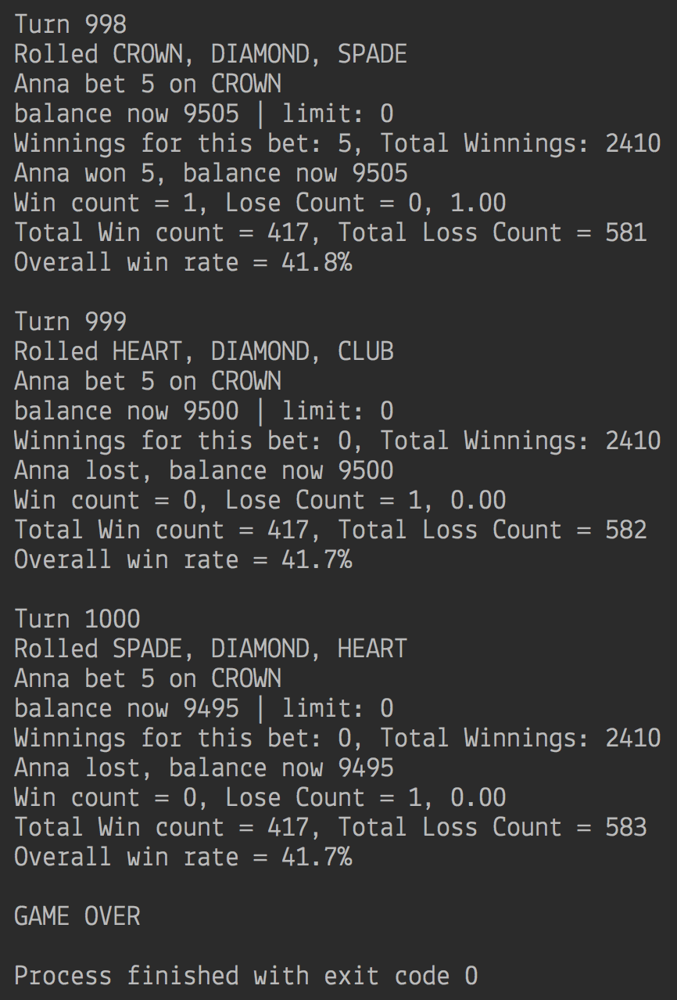 Turn 998
Rolled CROWN, DIAMOND, SPADE
Anna bet 5 on CROWN
balance now 9505 | limit: 0
Winnings for this bet: 5, Total Winnings: 2410
Anna won 5, balance now 9505
Win count = 1, Lose Count = 0, 1.00
Total Win count = 417, Total Loss Count = 581
Overall win rate = 41.8%

Turn 999
Rolled HEART, DIAMOND, CLUB
Anna bet 5 on CROWN
balance now 9500 | limit: 0
Winnings for this bet: 0, Total Winnings: 2410
Anna lost, balance now 9500
Win count = 0, Lose Count = 1, 0.00
Total Win count = 417, Total Loss Count = 582
Overall win rate = 41.7%

Turn 1000
Rolled SPADE, DIAMOND, HEART
Anna bet 5 on CROWN
balance now 9495 | limit: 0
Winnings for this bet: 0, Total Winnings: 2410
Anna lost, balance now 9495
Win count = 0, Lose Count = 1, 0.00
Total Win count = 417, Total Loss Count = 583
Overall win rate = 41.7%

GAME OVER

Process finished with exit code 0